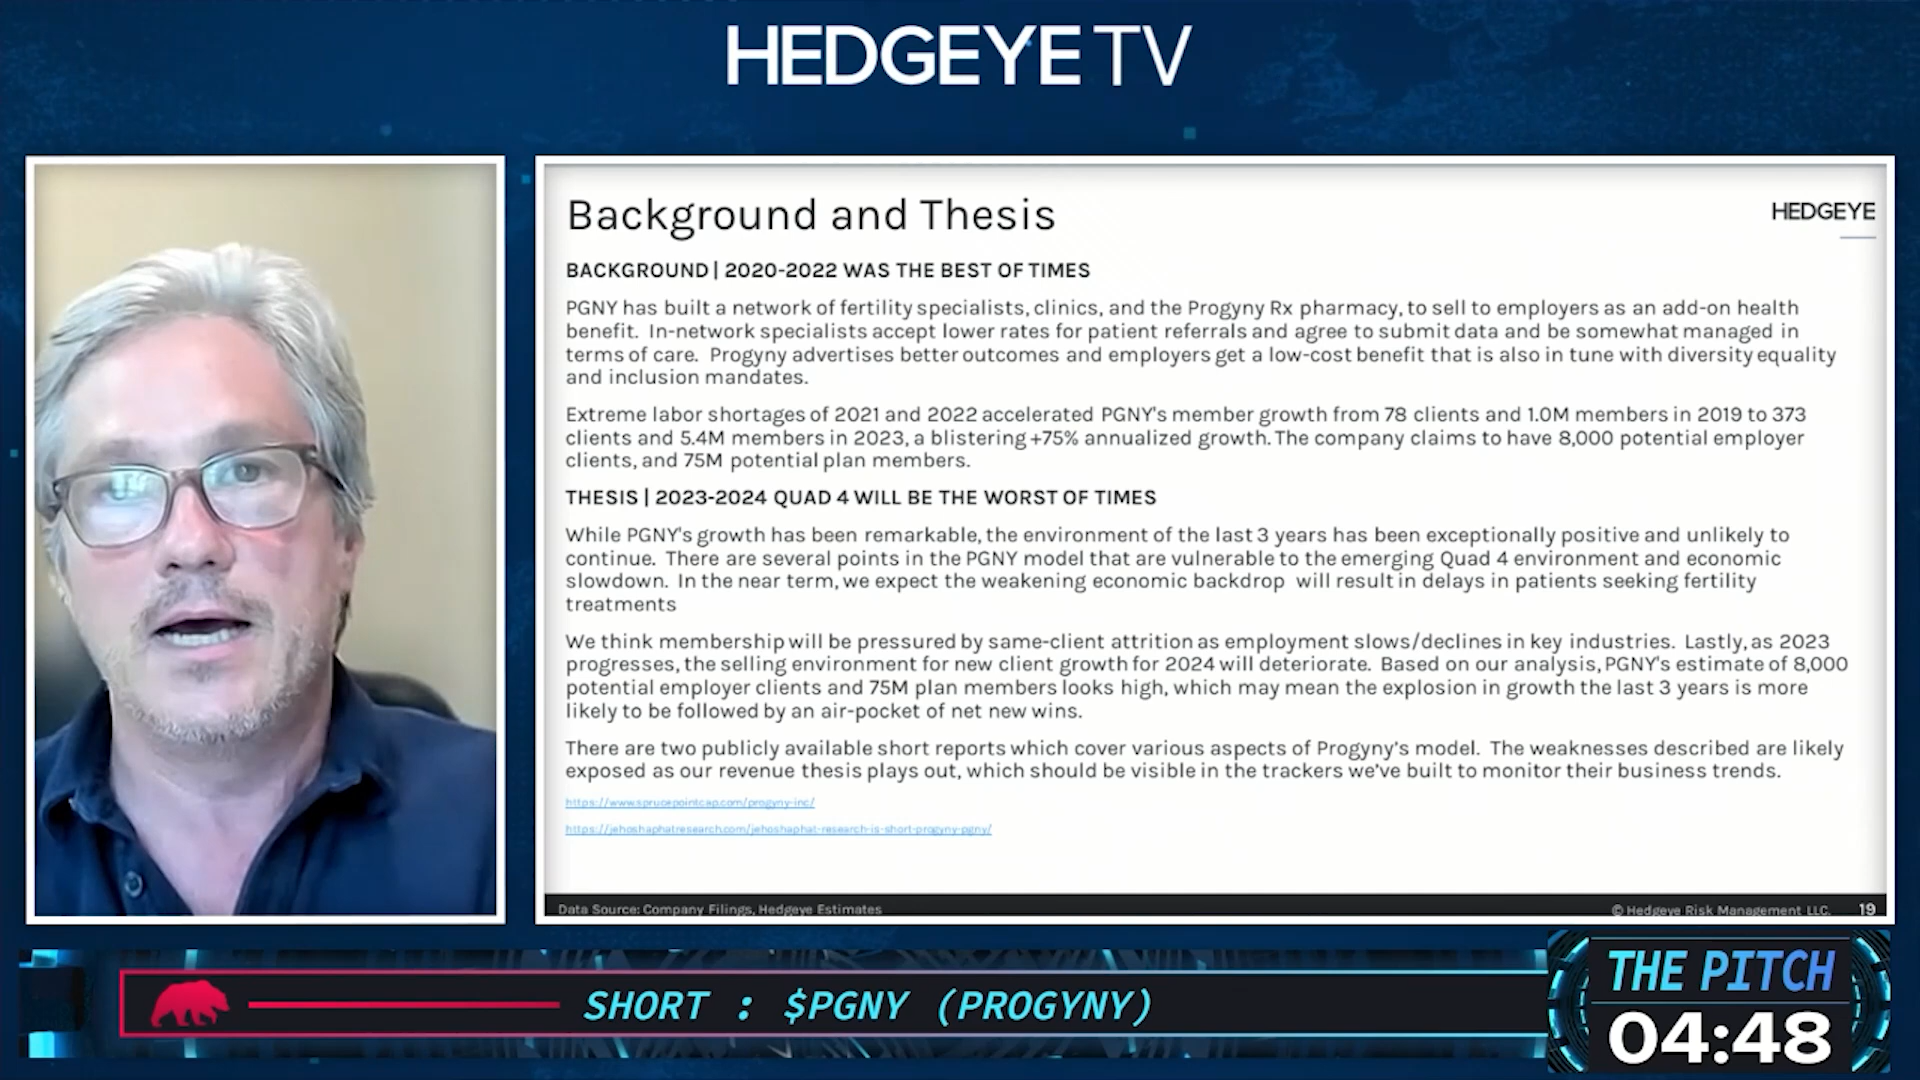 HEDGEYE TV
Background and Thesis
HEDGEYE
BACKGROUND | 2020-2022 WAS THE BEST OF TIMES
PGNY has built a network of fertility specialists, clinics, and the Progyny Rx pharmacy, to sell to employers as an add-on health
benefit. In-network specialists accept lower rates for patient referrals and agree to submit data and be somewhat managed in
terms of care. Progyny advertises better outcomes and employers get a low-cost benefit that is also in tune with diversity equality
and inclusion mandates.
Extreme labor shortages of 2021 and 2022 accelerated PGNY's member growth from 78 clients and 1.0M members in 2019 to 373
clients and 5.4M members in 2023, a blistering +75% annualized growth. The company claims to have 8,000 potential employer
clients, and 75M potential plan members.
THESIS | 2023-2024 QUAD 4 WILL BE THE WORST OF TIMES
While PGNY's growth has been remarkable, the environment of the last 3 years has been exceptionally positive and unlikely to
continue. There are several points in the PGNY model that are vulnerable to the emerging Quad 4 environment and economic
slowdown. In the near term, we expect the weakening economic backdrop will result in delays in patients seeking fertility
treatments
We think membership will be pressured by same-client attrition as employment slows/declines in key industries. Lastly, as 2023
progresses, the selling environment for new client growth for 2024 will deteriorate. Based on our analysis, PGNY's estimate of 8,000
potential employer clients and 75M plan members looks high, which may mean the explosion in growth the last 3 years is more
likely to be followed by an air-pocket of net new wins.
There are two publicly available short reports which cover various aspects of Progyny's model. The weaknesses described are likely
exposed as our revenue thesis plays out, which should be visible in the trackers we've built to monitor their business trends.
https://www.sprucepointcap.com/progyny-inc/
https://jehoshaphatresearch.com/jehoshaphat-research-is-short-progyny-pgny/
Data Source: Company Filings, Hedgeye Estimates
© Hedgeye Risk Management LLC.
19
SHORT : $PGNY (PROGYNY)
THE PITCH
04:48